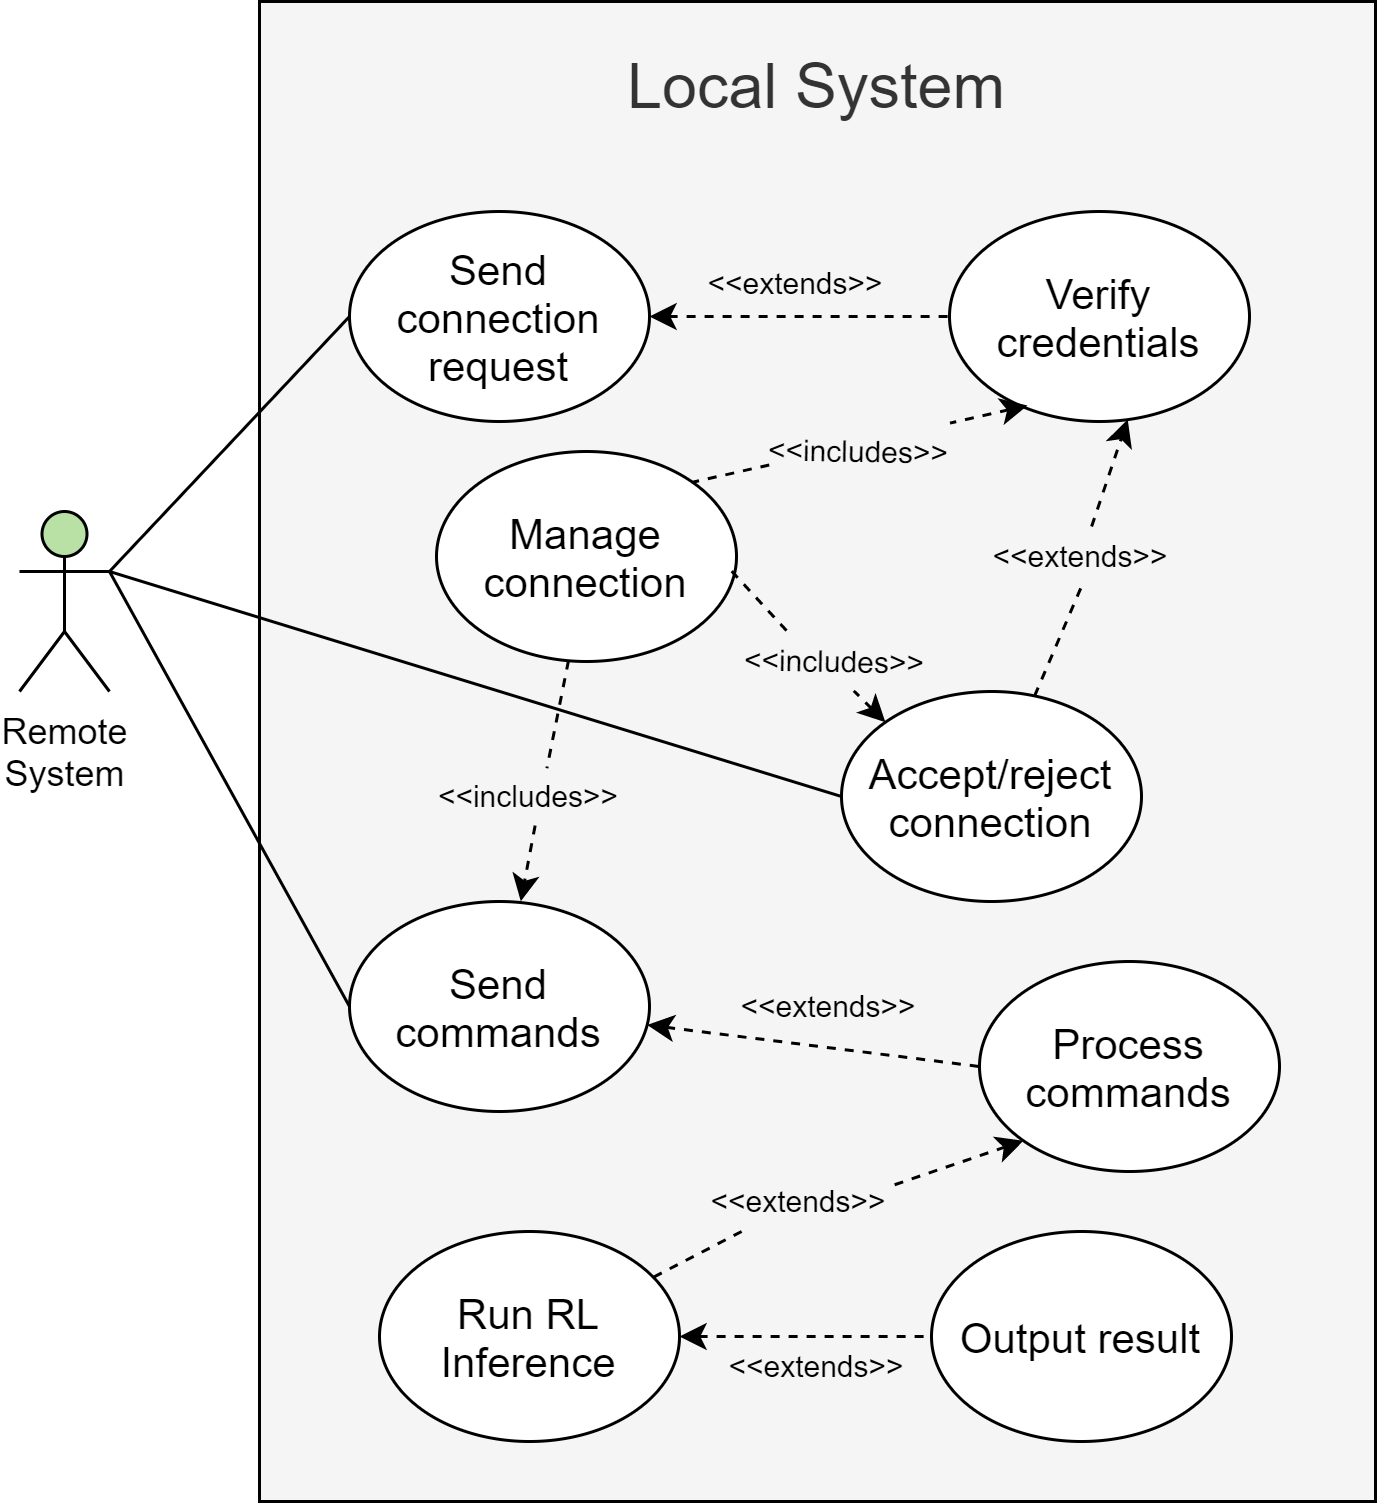 Local System
Send
connection
request
<<extends>>
Verify
credentials
<<includes>>
Manage
connection
<<extends>>
<<includes>>
Remote
System
<<includes>>
Accept/reject
connection
Send
commands
<<extends>>
Process
commands
<<extends>>
Run RL
Inference
<<extends>>
Output result